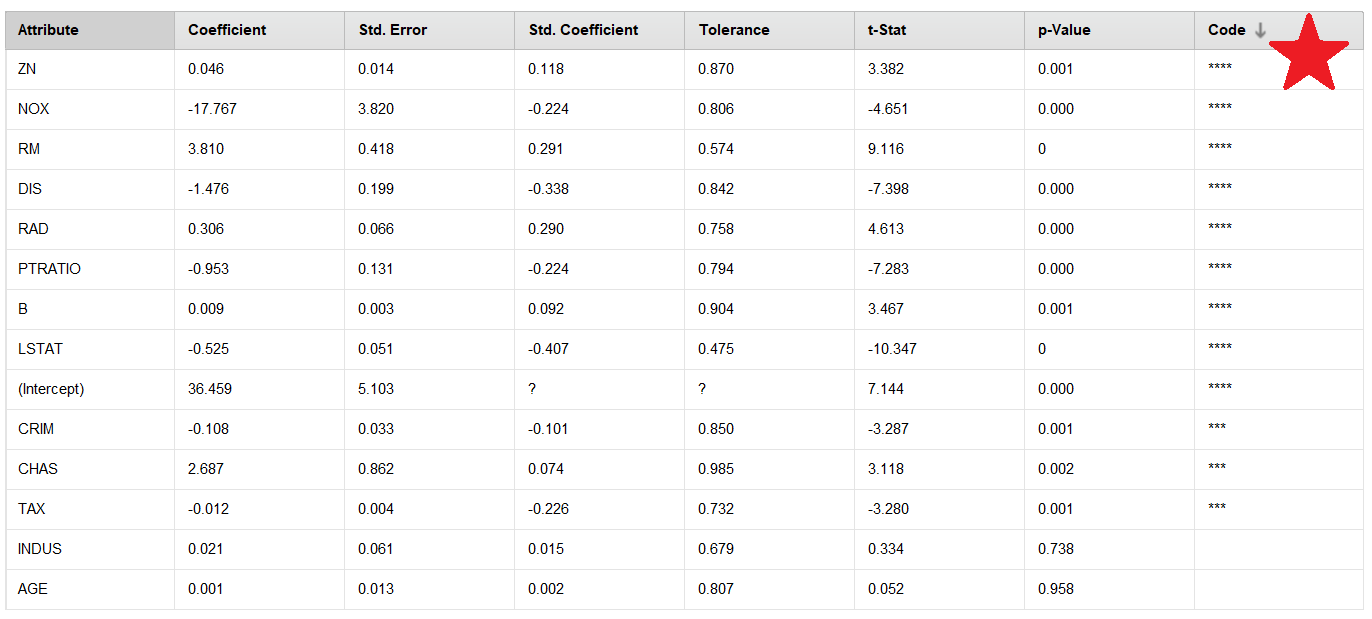 Attribute Coefficient Std. Error Std. Coefficient Tolerance t-Stat p-Value Code ↓
ZN 0.046 0.014 0.118 0.870 3.382 0.001 ****
NOX -17.767 3.820 -0.224 0.806 -4.651 0.000 ****
RM 3.810 0.418 0.291 0.574 9.116 0 ****
DIS -1.476 0.199 -0.338 0.842 -7.398 0.000 ****
RAD 0.306 0.066 0.290 0.758 4.613 0.000 ****
PTRATIO -0.953 0.131 -0.224 0.794 -7.283 0.000 ****
B 0.009 0.003 0.092 0.904 3.467 0.001 ****
LSTAT -0.525 0.051 -0.407 0.475 -10.347 0 ****
(Intercept) 36.459 5.103 ? ? 7.144 0.000 ****
CRIM -0.108 0.033 -0.101 0.850 -3.287 0.001 ***
CHAS 2.687 0.862 0.074 0.985 3.118 0.002 ***
TAX -0.012 0.004 -0.226 0.732 -3.280 0.001 ***
INDUS 0.021 0.061 0.015 0.679 0.334 0.738
AGE 0.001 0.013 0.002 0.807 0.052 0.958